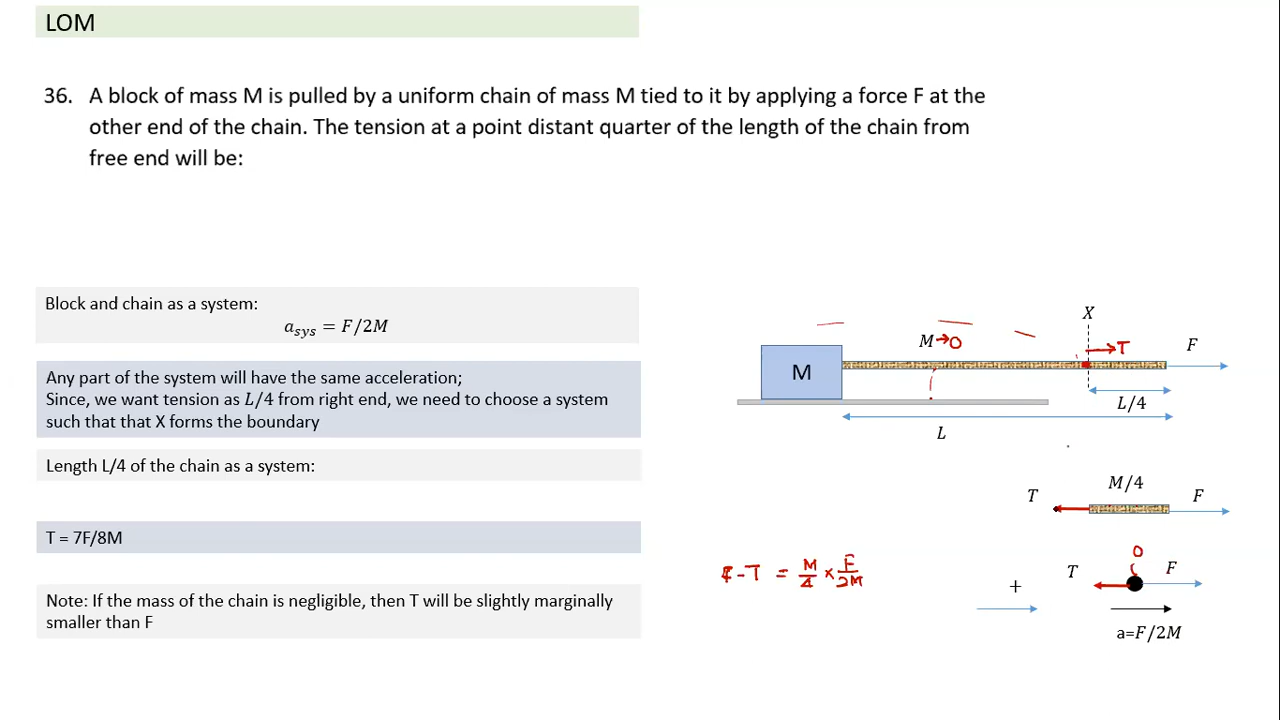 LOM
36. A block of mass M is pulled by a uniform chain of mass M tied to it by applying a force F at the
other end of the chain. The tension at a point distant quarter of the length of the chain from
free end will be:
Block and chain as a system:
a_sys = F/2M
Any part of the system will have the same acceleration;
Since, we want tension as L/4 from right end, we need to choose a system
such that that X forms the boundary
Length L/4 of the chain as a system:
T = 7F/8M
Note: If the mass of the chain is negligible, then T will be slightly marginally
smaller than F
X
M→0
→T
F
M
L/4
L
M/4
T
F
0
T
F
F-T = M/4 × F/2M
+
a=F/2M